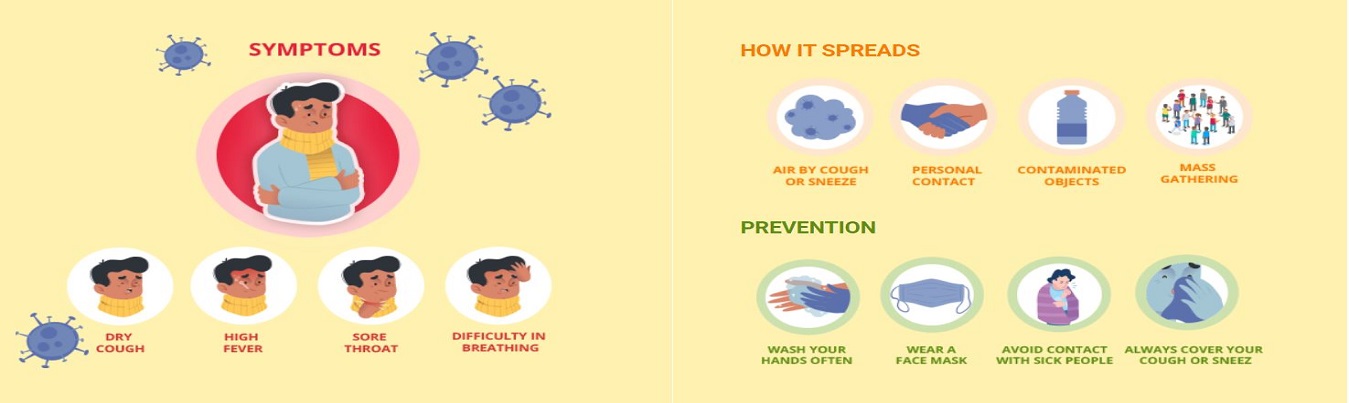 SYMPTOMS
DRY
COUGH
HIGH
FEVER
SORE
THROAT
DIFFICULTY IN
BREATHING
HOW IT SPREADS
AIR BY COUGH
OR SNEEZE
PERSONAL
CONTACT
CONTAMINATED
OBJECTS
MASS
GATHERING
PREVENTION
WASH YOUR
HANDS OFTEN
WEAR A
FACE MASK
AVOID CONTACT
WITH SICK PEOPLE
ALWAYS COVER YOUR
COUGH OR SNEEZ